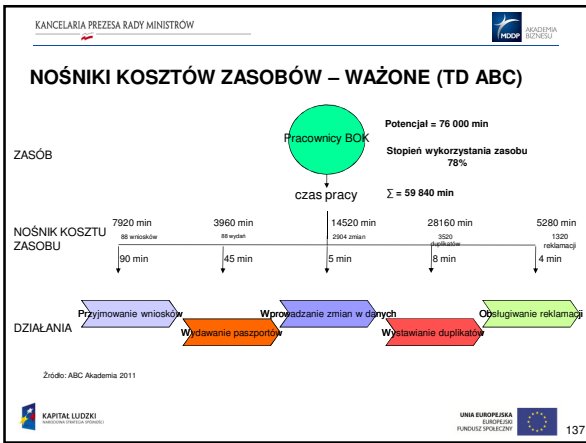 KANCELARIA PREZESA RADY MINISTRÓW
MDDP
AKADEMIA
BIZNESU
NOŚNIKI KOSZTÓW ZASOBÓW – WAŻONE (TD ABC)
ZASÓB
Pracownicy BOK
Potencjał = 76 000 min
Stopień wykorzystania zasobu
78%
czas pracy
∑ = 59 840 min
NOŚNIK KOSZTU
ZASOBU
7920 min
3960 min
14520 min
28160 min
5280 min
88 wniosków
88 wydań
2904 zmian
3520
duplikatów
1320
reklamacji
90 min
45 min
5 min
8 min
4 min
DZIAŁANIA
Przyjmowanie wniosków
Wydawanie paszportów
Wprowadzanie zmian w danych
Wystawianie duplikatów
Obsługiwanie reklamacji
Źródło: ABC Akademia 2011
KAPITAŁ LUDZKI
NARODOWA STRATEGIA SPÓJNOŚCI
UNIA EUROPEJSKA
EUROPEJSKI
FUNDUSZ SPOŁECZNY
137